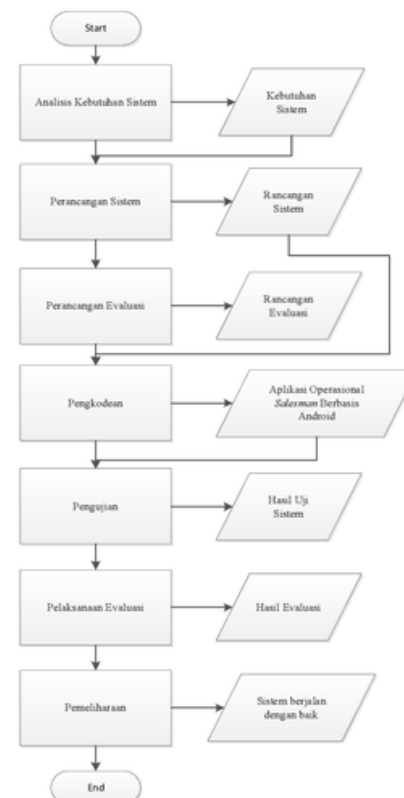 Start
Analisis Kebutuhan Sistem
Kebutuhan
Sistem
Perancangan Sistem
Rancangan
Sistem
Perancangan Evaluasi
Rancangan
Evaluasi
Pengkodean
Aplikasi Operasional
Salesman Berbasis
Android
Pengujian
Hasil Uji
Sistem
Pelaksanaan Evaluasi
Hasil Evaluasi
Pemeliharaan
Sistem berjalan
dengan baik
End